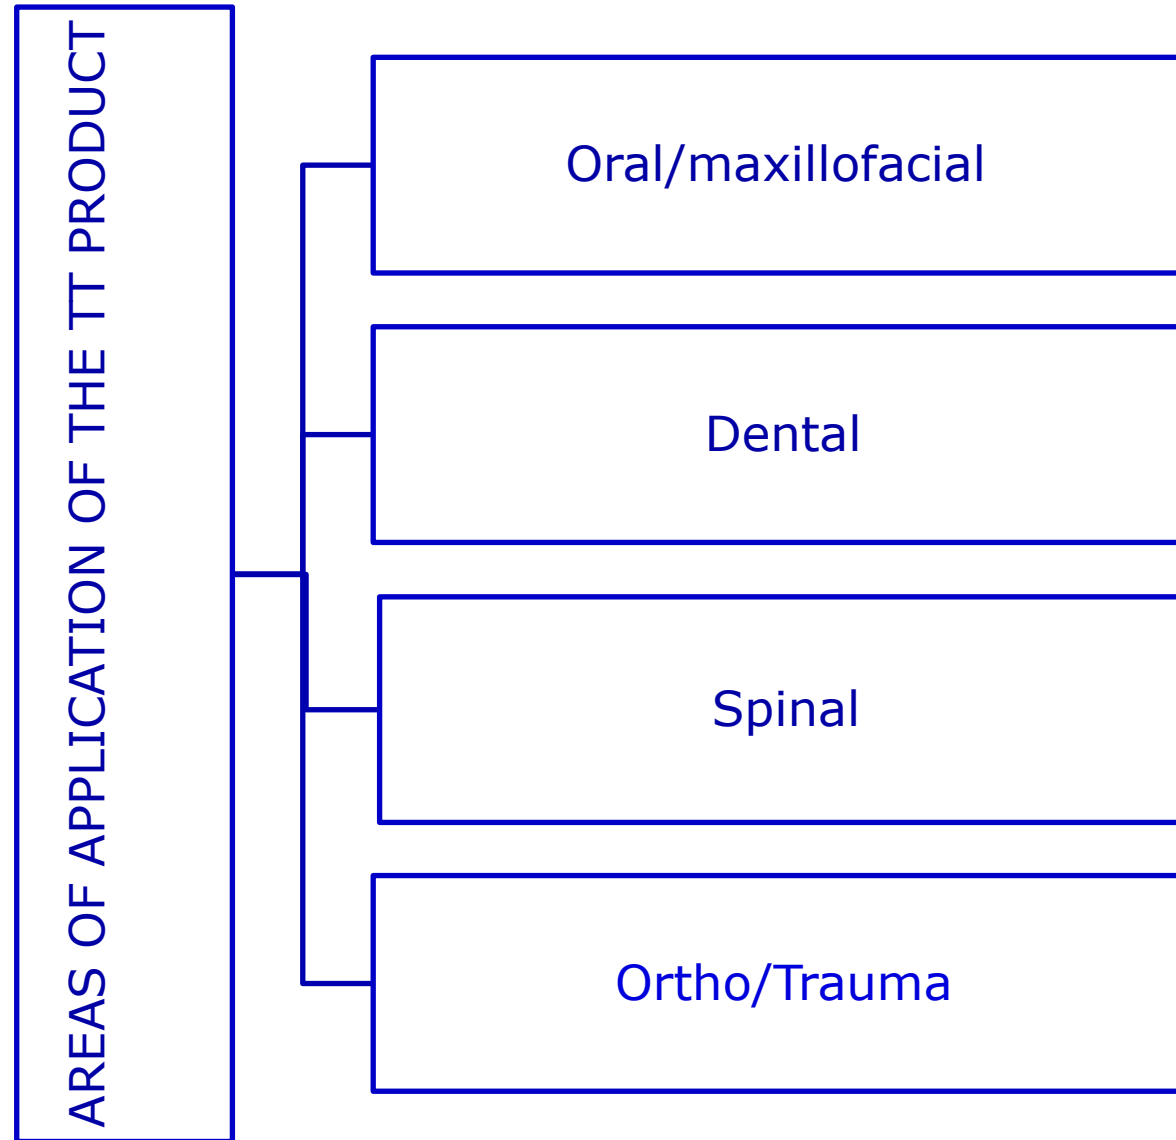 AREAS OF APPLICATION OF THE TT PRODUCT
Oral/maxillofacial
Dental
Spinal
Ortho/Trauma